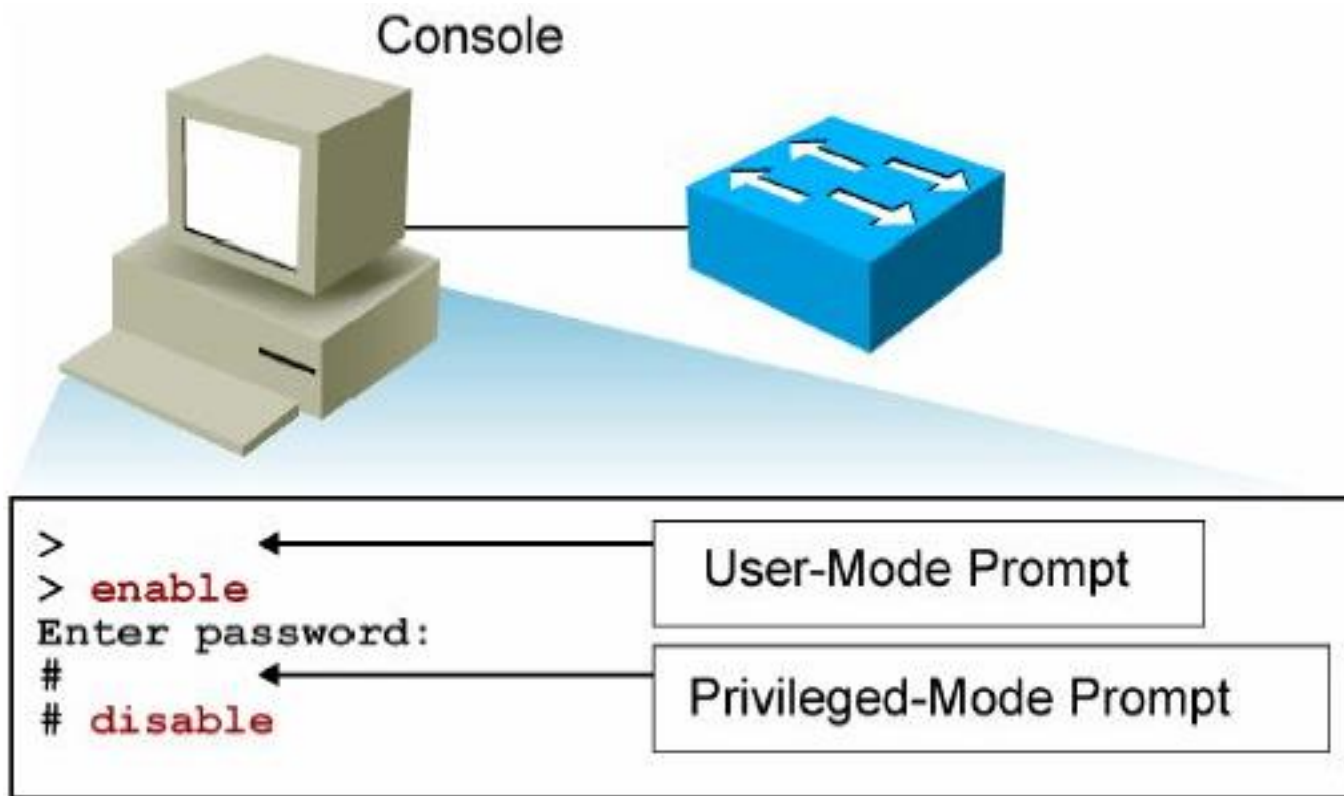 Console
>
> enable
Enter password:
#
# disable
User-Mode Prompt
Privileged-Mode Prompt